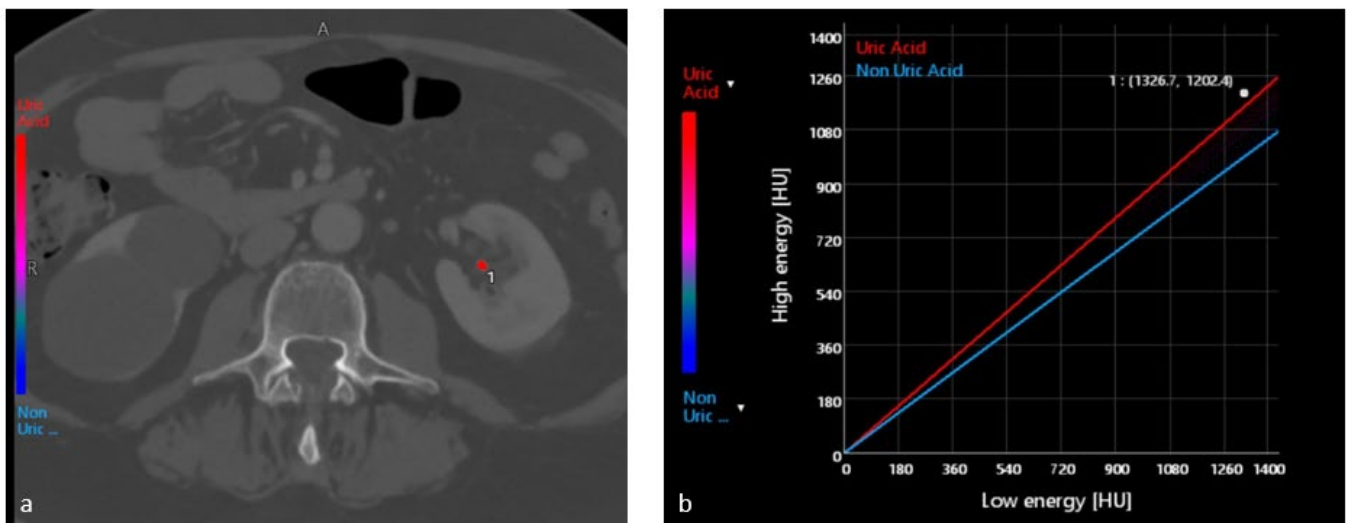 A
Uric
Acid
R
1
Non
Uric ...
a
Uric
Acid
Non
Uric ...
High energy [HU]
1400
1260
1080
900
720
540
360
180
0
Uric Acid
Non Uric Acid
1 : (1326.7, 1202.4)
0 180 360 540 720 900 1080 1260 1400
Low energy [HU]
b